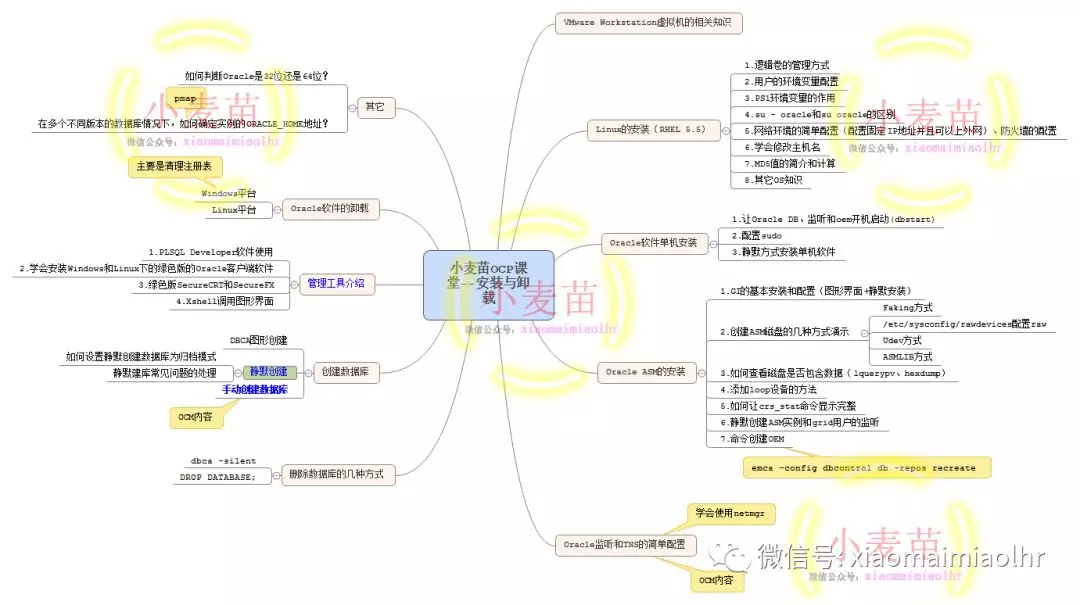 小麦苗OCP课
堂--安装与卸
载
VMware Workstation虚拟机的相关知识
Linux的安装（RHEL 5.5）
1.逻辑卷的管理方式
2.用户的环境变量配置
3.PS1环境变量的作用
4.su - oracle和su oracle的区别
5.网络环境的简单配置（配置固定IP地址并且可以上外网）、防火墙的配置
6.学会修改主机名
7.MD5值的简介和计算
8.其它OS知识
Oracle软件单机安装
1.让Oracle DB、监听和oem开机启动(dbstart)
2.配置sudo
3.静默方式安装单机软件
Oracle ASM的安装
1.GI的基本安装和配置（图形界面+静默安装）
2.创建ASM磁盘的几种方式演示
Faking方式
/etc/sysconfig/rawdevices配置raw
Udev方式
ASMLIB方式
3.如何查看磁盘是否包含数据（lquerypv、hexdump）
4.添加loop设备的方法
5.如何让crs_stat命令显示完整
6.静默创建ASM实例和grid用户的监听
7.命令创建OEM
emca -config dbcontrol db -repos recreate
Oracle监听和TNS的简单配置
学会使用netmgr
OCM内容
其它
如何判断Oracle是32位还是64位?
pmap
在多个不同版本的数据库情况下，如何确定实例的ORACLE_HOME地址?
Oracle软件的卸载
主要是清理注册表
Windows平台
Linux平台
管理工具介绍
1.PLSQL Developer软件使用
2.学会安装Windows和Linux下的绿色版的Oracle客户端软件
3.绿色版SecureCRT和SecureFX
4.Xshell调用图形界面
创建数据库
DBCA图形创建
静默创建
如何设置静默创建数据库为归档模式
静默建库常见问题的处理
手动创建数据库
OCM内容
删除数据库的几种方式
dbca -silent
DROP DATABASE;
小麦苗
微信公众号：xiaomaimiaolhr
小麦苗
微信公众号：xiaomaimiaolhr
小麦苗
微信公众号：xiaomaimiaolhr
小麦苗
微信公众号：xiaomaimiaolhr
微信号: xiaomaimiaolhr